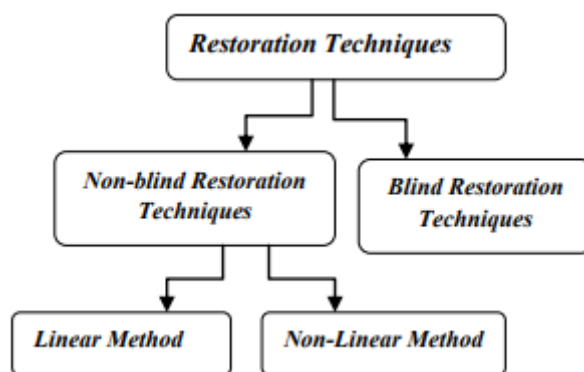 Restoration Techniques
Non-blind Restoration
Techniques
Blind Restoration
Techniques
Linear Method
Non-Linear Method